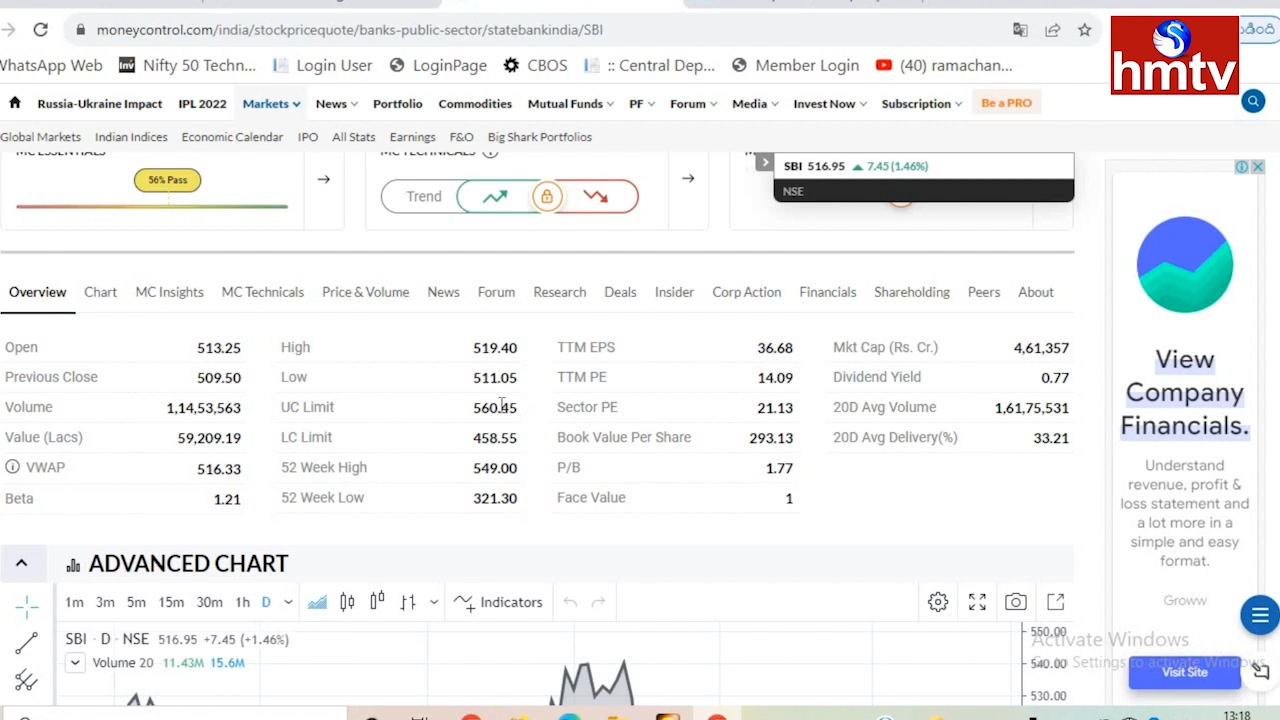 moneycontrol.com/india/stockpricequote/banks-public-sector/statebankindia/SBI
WhatsApp Web Nifty 50 Techn... Login User LoginPage CBOS :: Central Dep... Member Login (40) ramachan...
hmtv
Russia-Ukraine Impact IPL 2022 Markets News Portfolio Commodities Mutual Funds PF Forum Media Invest Now Subscription Be a PRO
Global Markets Indian Indices Economic Calendar IPO All Stats Earnings F&O Big Shark Portfolios
MC ESSENTIALS MC TECHNICALS
56% Pass
Trend
SBI 516.95 7.45 (1.46%)
NSE
Overview Chart MC Insights MC Technicals Price & Volume News Forum Research Deals Insider Corp Action Financials Shareholding Peers About
Open 513.25 High 519.40 TTM EPS 36.68 Mkt Cap (Rs. Cr.) 4,61,357
Previous Close 509.50 Low 511.05 TTM PE 14.09 Dividend Yield 0.77
Volume 1,14,53,563 UC Limit 560.45 Sector PE 21.13 20D Avg Volume 1,61,75,531
Value (Lacs) 59,209.19 LC Limit 458.55 Book Value Per Share 293.13 20D Avg Delivery(%) 33.21
VWAP 516.33 52 Week High 549.00 P/B 1.77
Beta 1.21 52 Week Low 321.30 Face Value 1
View
Company
Financials.
Understand
revenue, profit &
loss statement and
a lot more in a
simple and easy
format.
Groww
Visit Site
ADVANCED CHART
1m 3m 5m 15m 30m 1h D Indicators
SBI · D · NSE 516.95 +7.45 (+1.46%)
Volume 20 11.43M 15.6M
550.00
540.00
530.00
Activate Windows
Settings to activate Windows
13:18